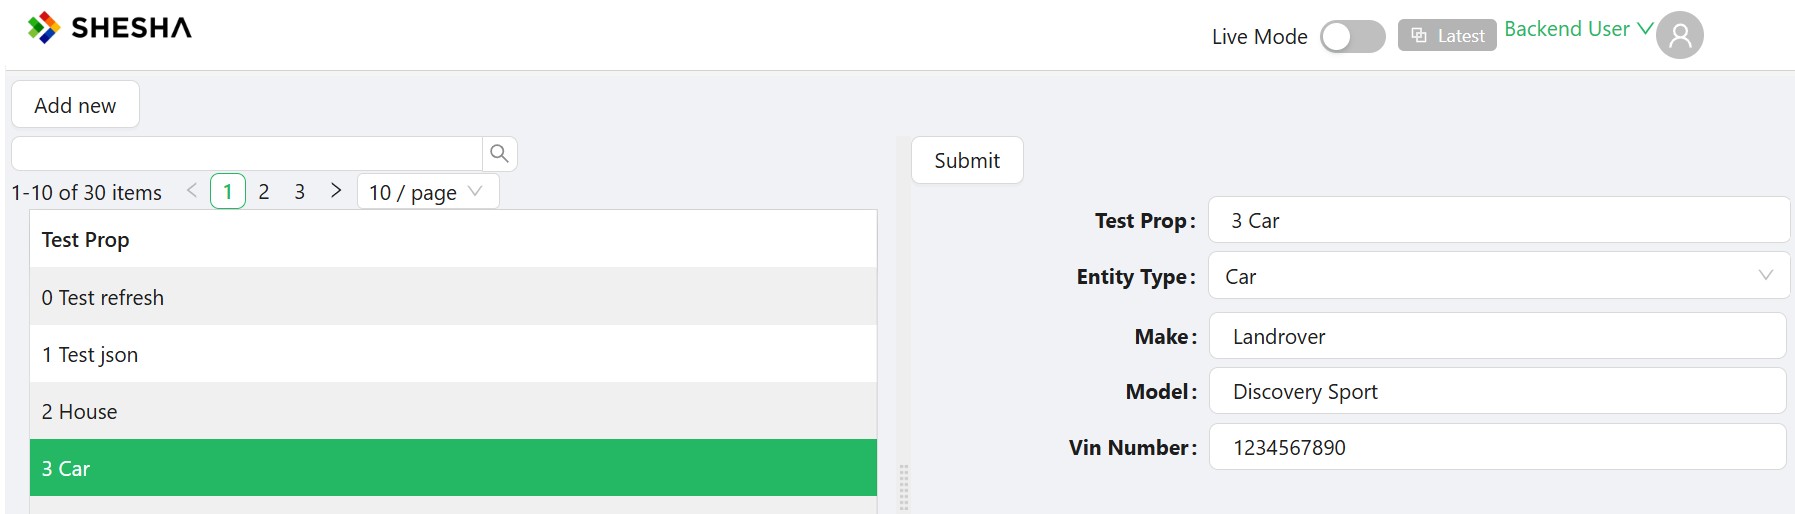 SHESHA
Live Mode Latest Backend User
Add new
1-10 of 30 items 1 2 3 10 / page
Test Prop
0 Test refresh
1 Test json
2 House
3 Car
Submit
Test Prop: 3 Car
Entity Type: Car
Make: Landrover
Model: Discovery Sport
Vin Number: 1234567890